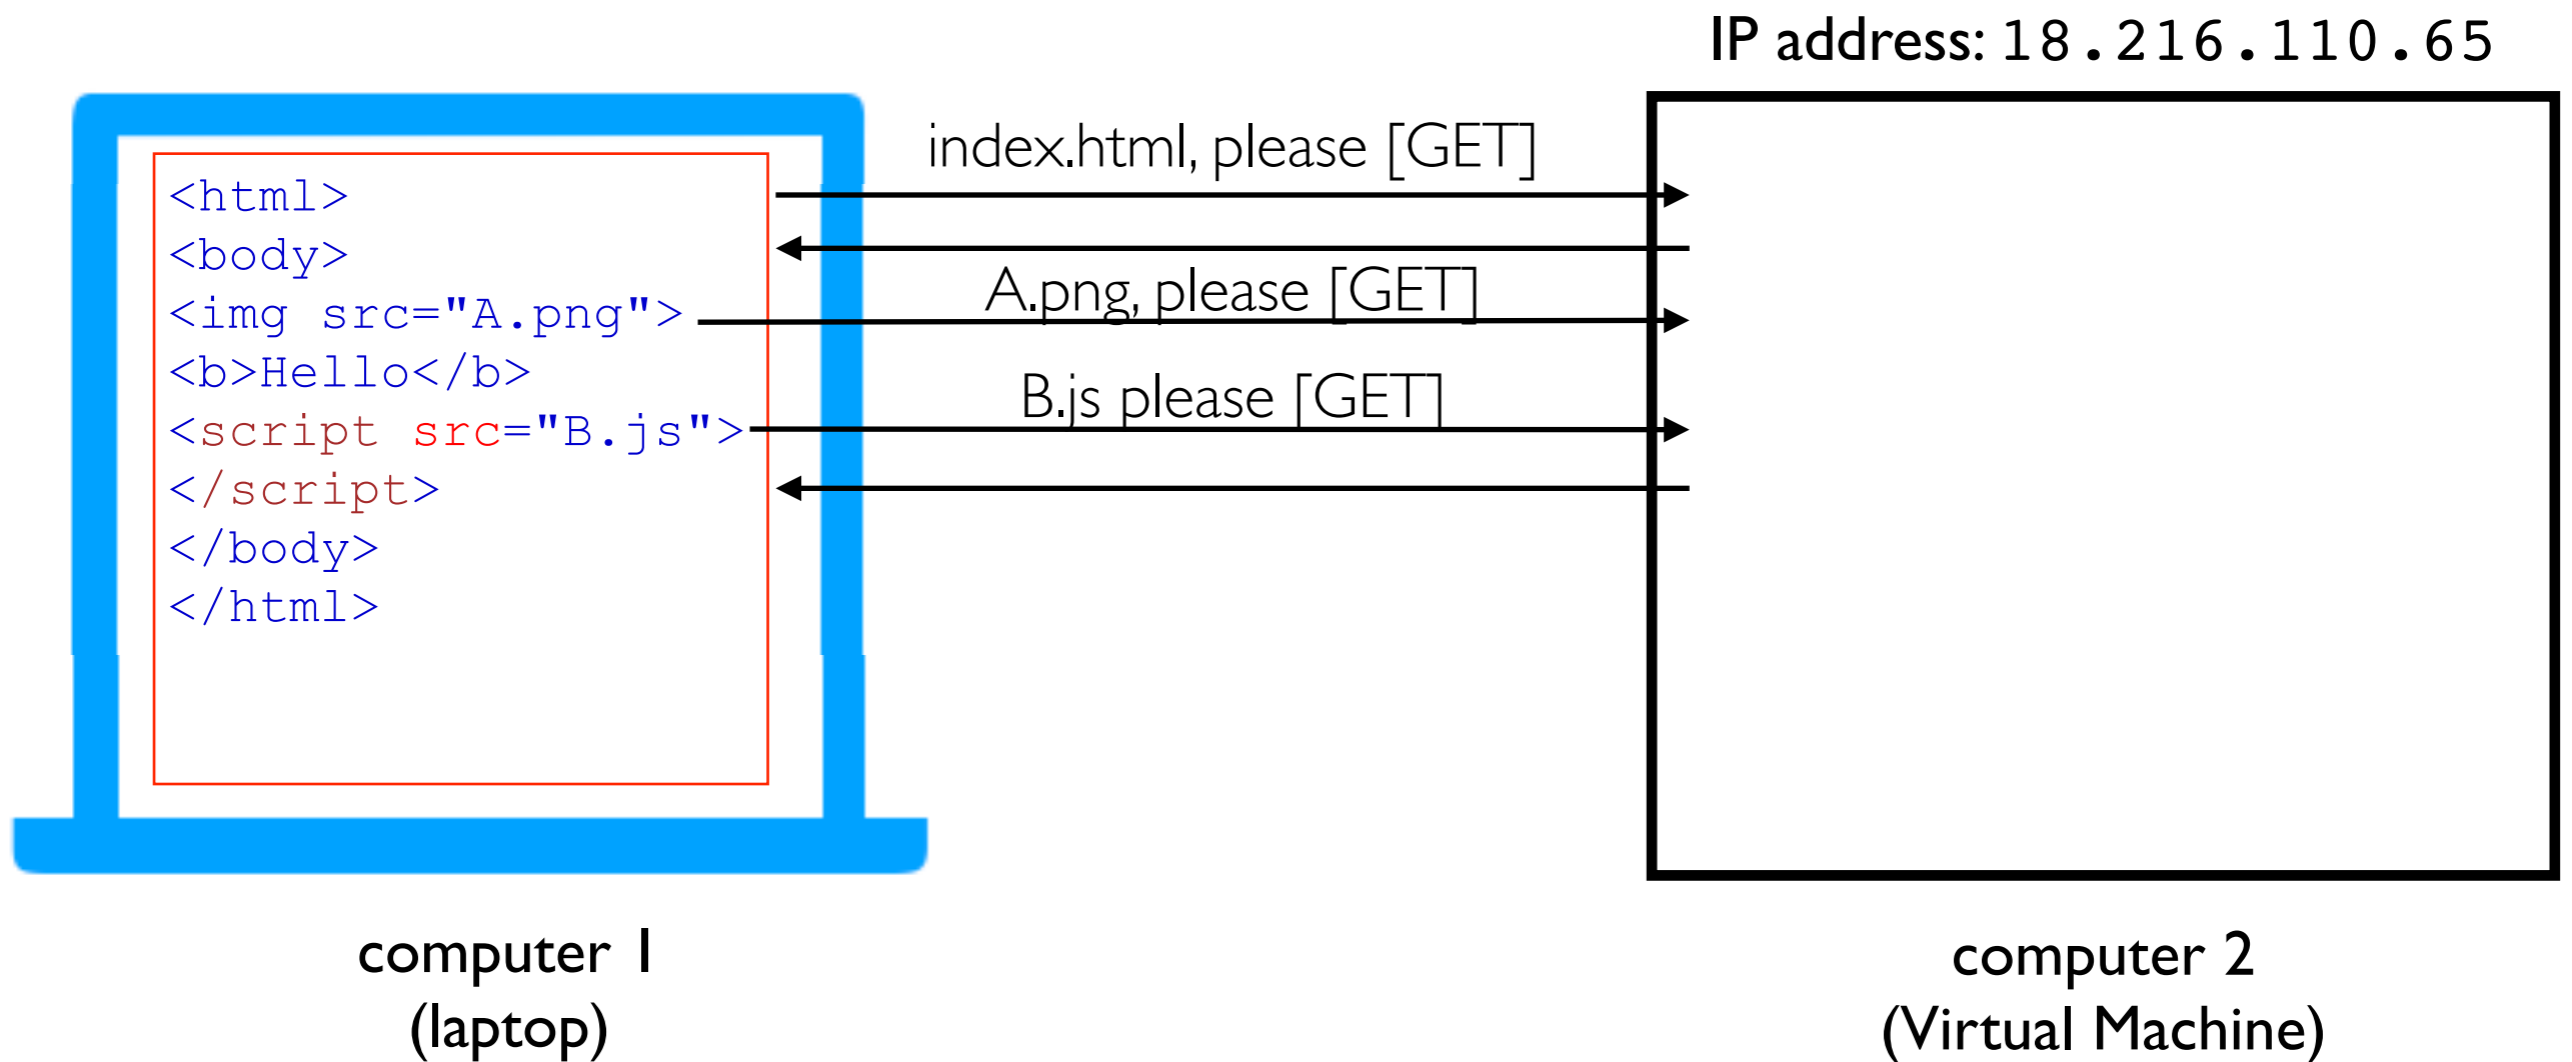 IP address: 18.216.110.65
index.html, please [GET]
<html>
<body>
A.png, please [GET]
<img src="A.png">
<b>Hello</b>
B.js please [GET]
<script src="B.js">
</script>
</body>
</html>
computer 1
(laptop)
computer 2
(Virtual Machine)